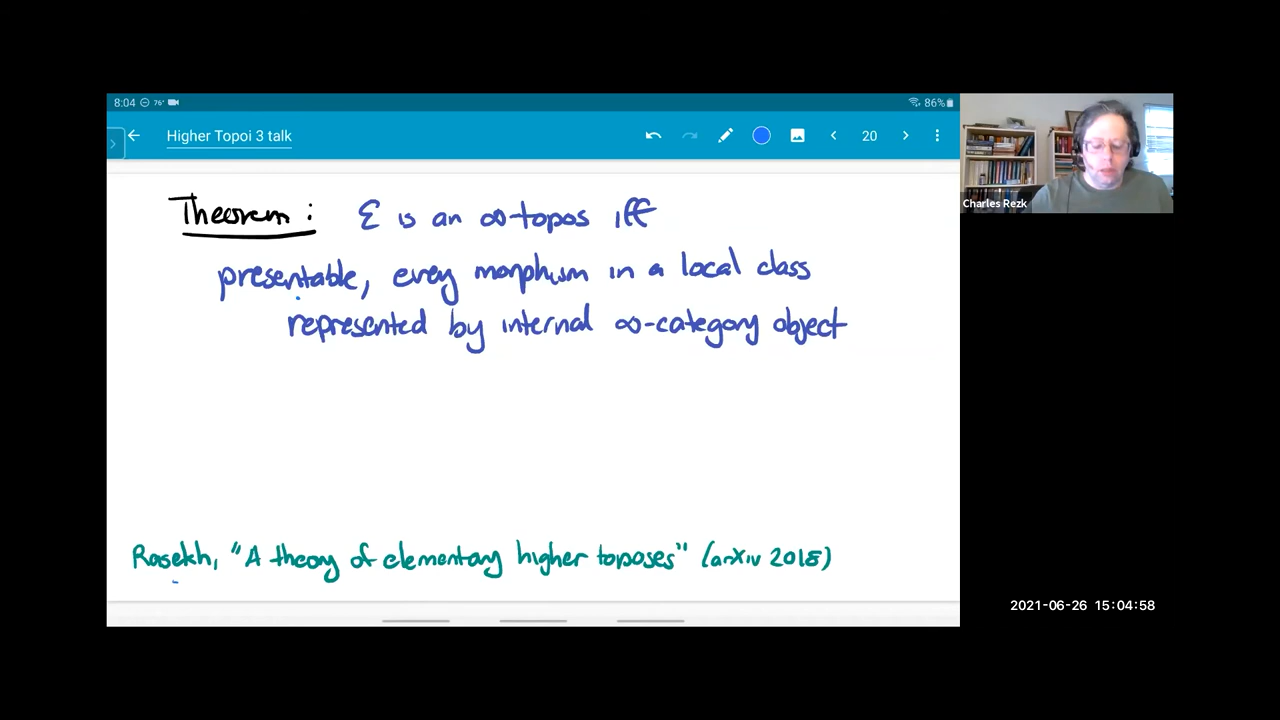 8:04 76° 86%
Higher Topoi 3 talk 20
Theorem: ℰ is an ∞-topos iff
presentable, every morphism in a local class
represented by internal ∞-category object
Rasekh, "A theory of elementary higher toposes" (arXiv 2018)
Charles Rezk
2021-06-26 15:04:58